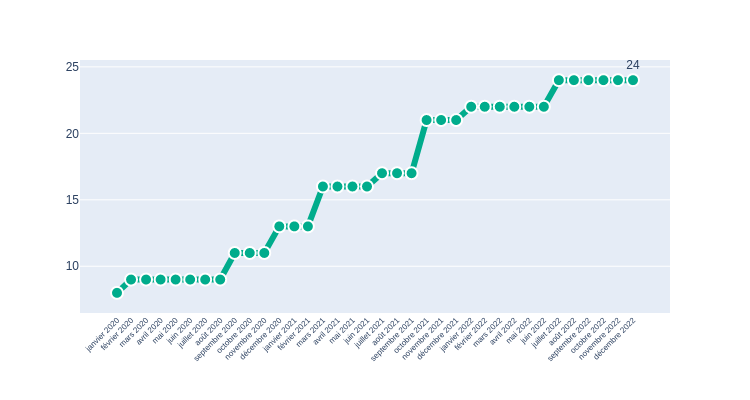 25
24
20
15
10
janvier 2020
février 2020
mars 2020
avril 2020
mai 2020
juin 2020
juillet 2020
août 2020
septembre 2020
octobre 2020
novembre 2020
décembre 2020
janvier 2021
février 2021
mars 2021
avril 2021
mai 2021
juin 2021
juillet 2021
août 2021
septembre 2021
octobre 2021
novembre 2021
décembre 2021
janvier 2022
février 2022
mars 2022
avril 2022
mai 2022
juin 2022
juillet 2022
août 2022
septembre 2022
octobre 2022
novembre 2022
décembre 2022